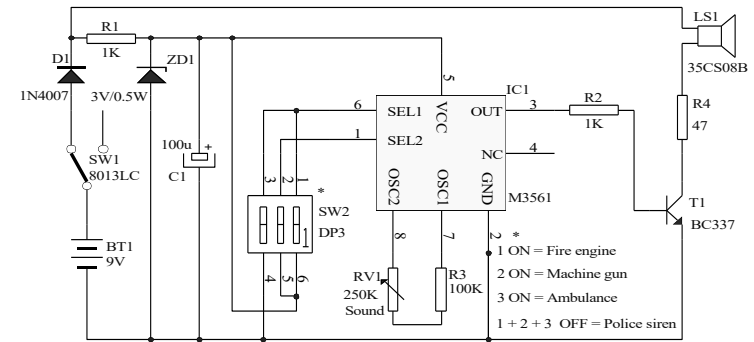 LS1
35CS08B
R1
1K
D1
1N4007
ZD1
3V/0.5W
SW1
8013LC
BT1
9V
100u
+
C1
3
2
1
*
SW2
DP3
1
4
5
6
6
1
SEL1
SEL2
VCC
5
OUT
NC
OSC2
OSC1
GND
IC1
3
4
M3561
8
7
2
*
RV1
250K
Sound
R3
100K
R2
1K
R4
47
T1
BC337
1 ON = Fire engine
2 ON = Machine gun
3 ON = Ambulance
1 + 2 + 3 OFF = Police siren